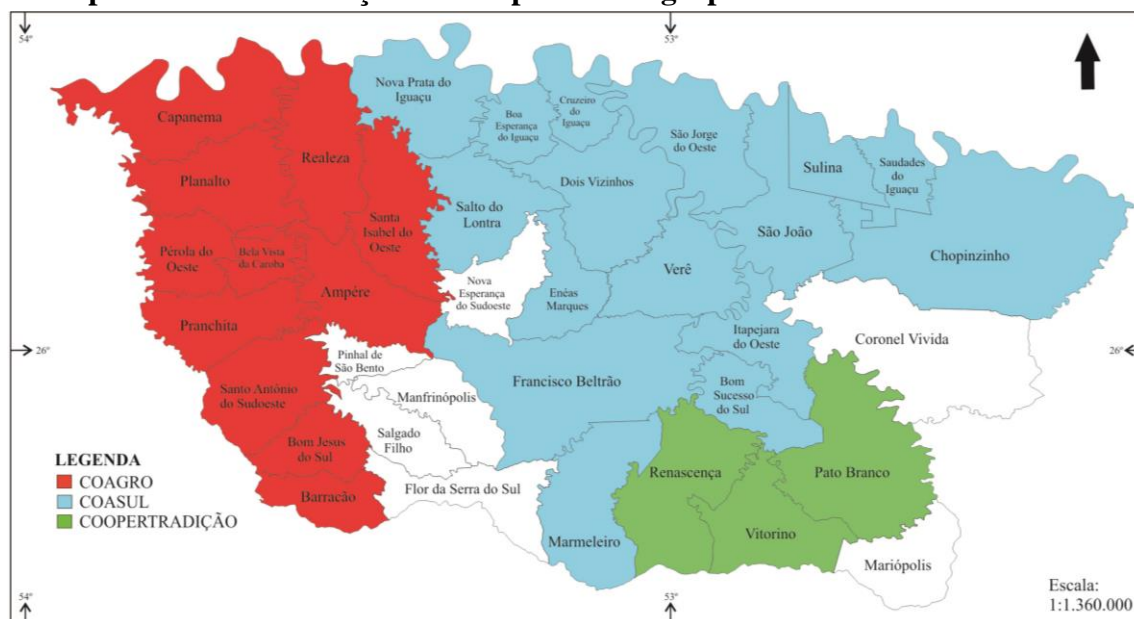 54°
53°
Capanema
Nova Prata do
Iguaçu
Boa
Esperança
do Iguaçu
Cruzeiro
do
Iguaçu
São Jorge
do Oeste
Sulina
Saudades
do
Iguaçu
Realeza
Planalto
Dois Vizinhos
Salto do
Lontra
Santa
Isabel do
Oeste
São João
Chopinzinho
Pérola do
Oeste
Bela Vista
da Caroba
Verê
Ampére
Nova
Esperança
do Sudoeste
Enéas
Marques
Pranchita
Itapejara
do Oeste
Coronel Vivida
26°
26°
Pinhal de
São Bento
Francisco Beltrão
Santo Antônio
do Sudoeste
Manfrinópolis
Bom
Sucesso
do Sul
Salgado
Filho
Bom Jesus
do Sul
Renascença
Pato Branco
LEGENDA
COAGRO
COASUL
COOPERTRADIÇÃO
Barracão
Flor da Serra do Sul
Marmeleiro
Vitorino
Mariópolis
Escala:
1:1.360.000
54°
53°